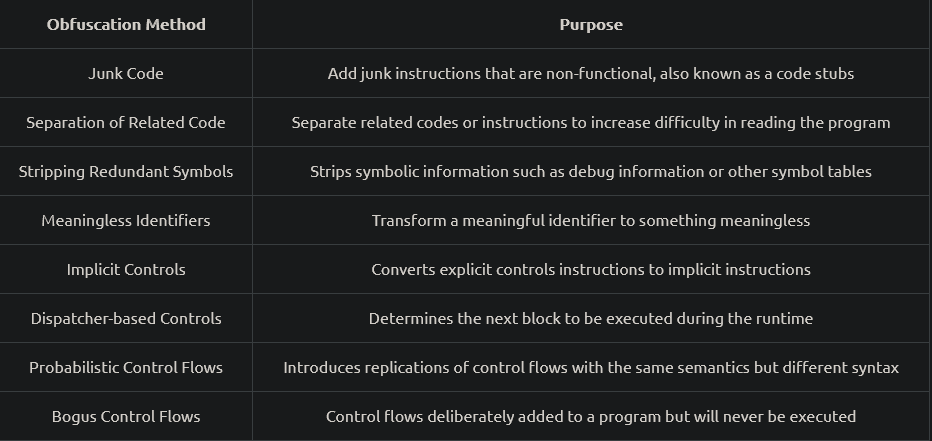 Obfuscation Method Purpose
Junk Code Add junk instructions that are non-functional, also known as a code stubs
Separation of Related Code Separate related codes or instructions to increase difficulty in reading the program
Stripping Redundant Symbols Strips symbolic information such as debug information or other symbol tables
Meaningless Identifiers Transform a meaningful identifier to something meaningless
Implicit Controls Converts explicit controls instructions to implicit instructions
Dispatcher-based Controls Determines the next block to be executed during the runtime
Probabilistic Control Flows Introduces replications of control flows with the same semantics but different syntax
Bogus Control Flows Control flows deliberately added to a program but will never be executed